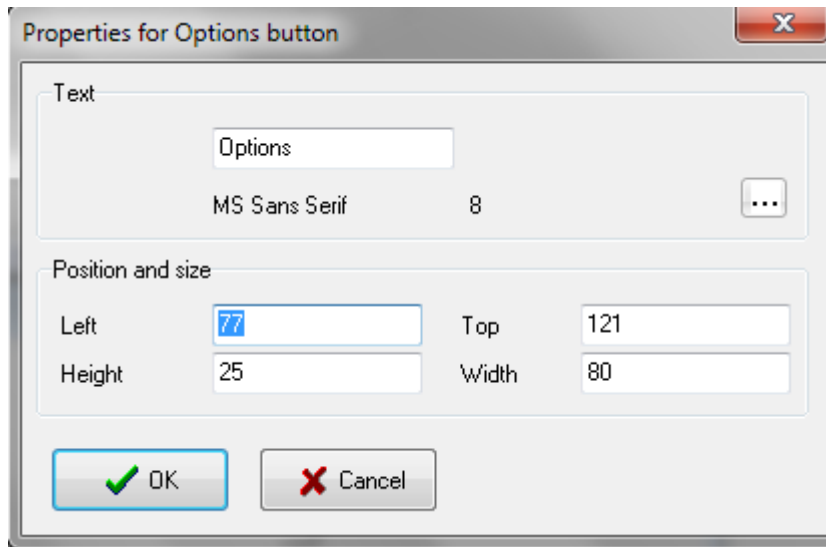 Properties for Options button
Text
Options
MS Sans Serif 8 ...
Position and size
Left 77 Top 121
Height 25 Width 80
OK Cancel